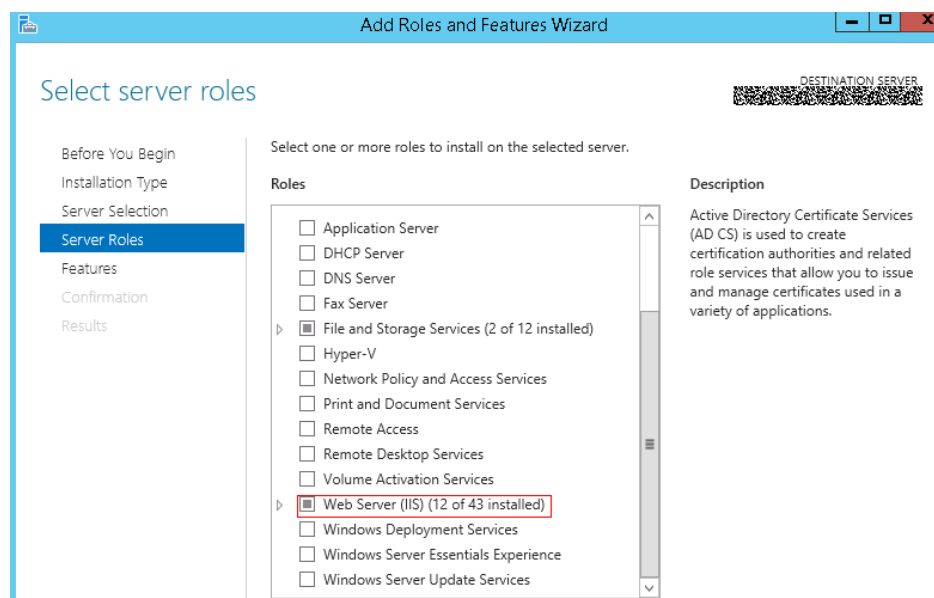 Add Roles and Features Wizard
Select server roles
DESTINATION SERVER
Before You Begin
Installation Type
Server Selection
Server Roles
Features
Confirmation
Results
Select one or more roles to install on the selected server.
Roles
Application Server
DHCP Server
DNS Server
Fax Server
File and Storage Services (2 of 12 installed)
Hyper-V
Network Policy and Access Services
Print and Document Services
Remote Access
Remote Desktop Services
Volume Activation Services
Web Server (IIS) (12 of 43 installed)
Windows Deployment Services
Windows Server Essentials Experience
Windows Server Update Services
Description
Active Directory Certificate Services
(AD CS) is used to create
certification authorities and related
role services that allow you to issue
and manage certificates used in a
variety of applications.